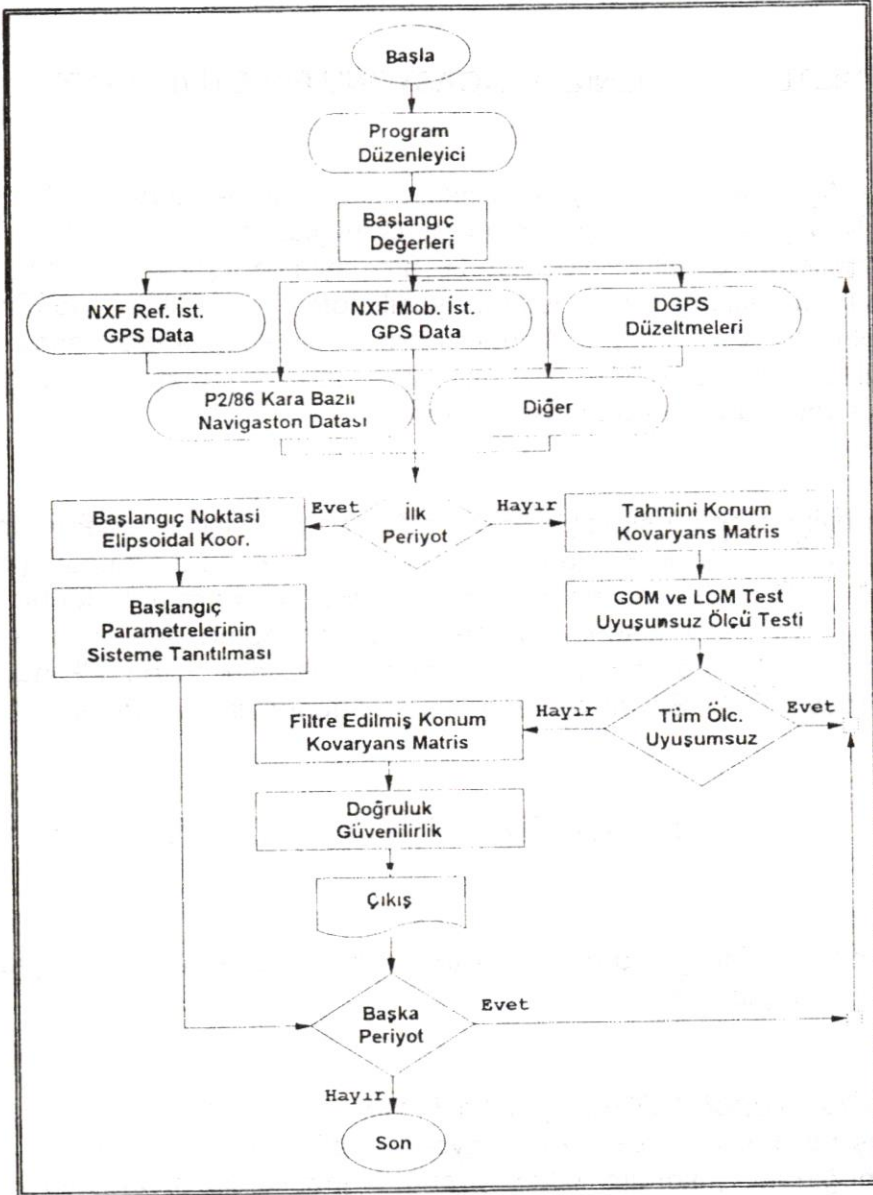 Başla
Program
Düzenleyici
Başlangıç
Değerleri
NXF Ref. İst.
GPS Data
NXF Mob. İst.
GPS Data
DGPS
Düzeltmeleri
P2/86 Kara Bazlı
Navigaston Datası
Diğer
Evet
İlk
Periyot
Hayır
Başlangıç Noktasi
Elipsoidal Koor.
Tahmini Konum
Kovaryans Matris
Başlangıç
Parametrelerinin
Sisteme Tanıtılması
GOM ve LOM Test
Uyuşunsuz Ölçü Testi
Filtre Edilmiş Konum
Kovaryans Matris
Hayır
Tüm Ölc.
Uyuşumsuz
Evet
Doğruluk
Güvenilirlik
Çıkış
Başka
Periyot
Evet
Hayır
Son